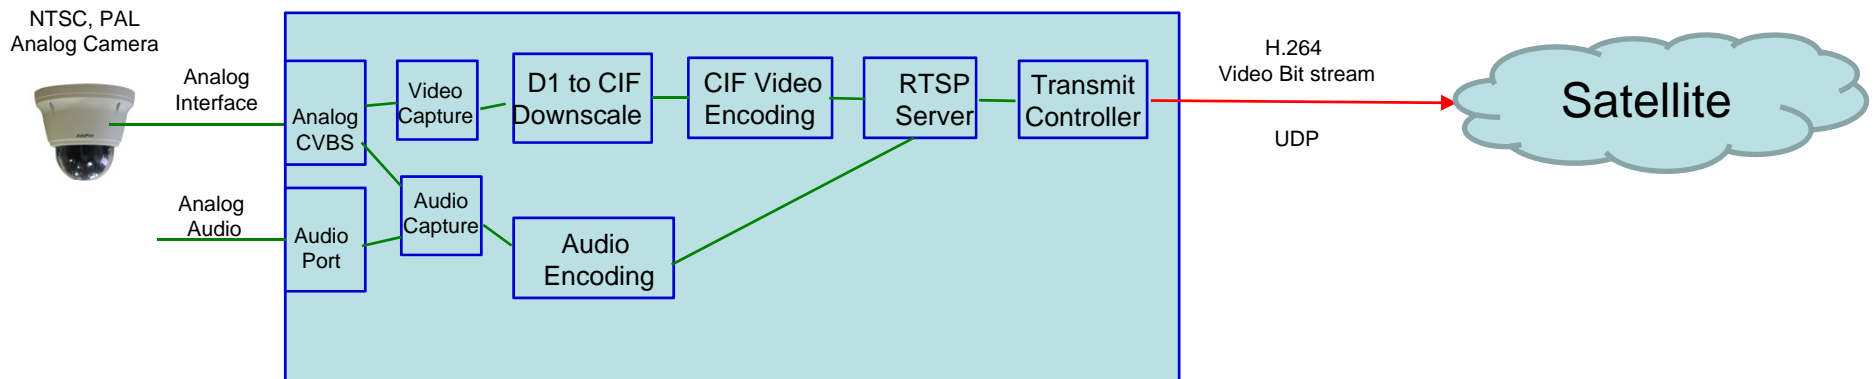 NTSC, PAL
Analog Camera
Analog
Interface
Analog
Audio
Analog
CVBS
Audio
Port
Video
Capture
Audio
Capture
D1 to CIF
Downscale
Audio
Encoding
CIF Video
Encoding
RTSP
Server
Transmit
Controller
H.264
Video Bit stream
UDP
Satellite